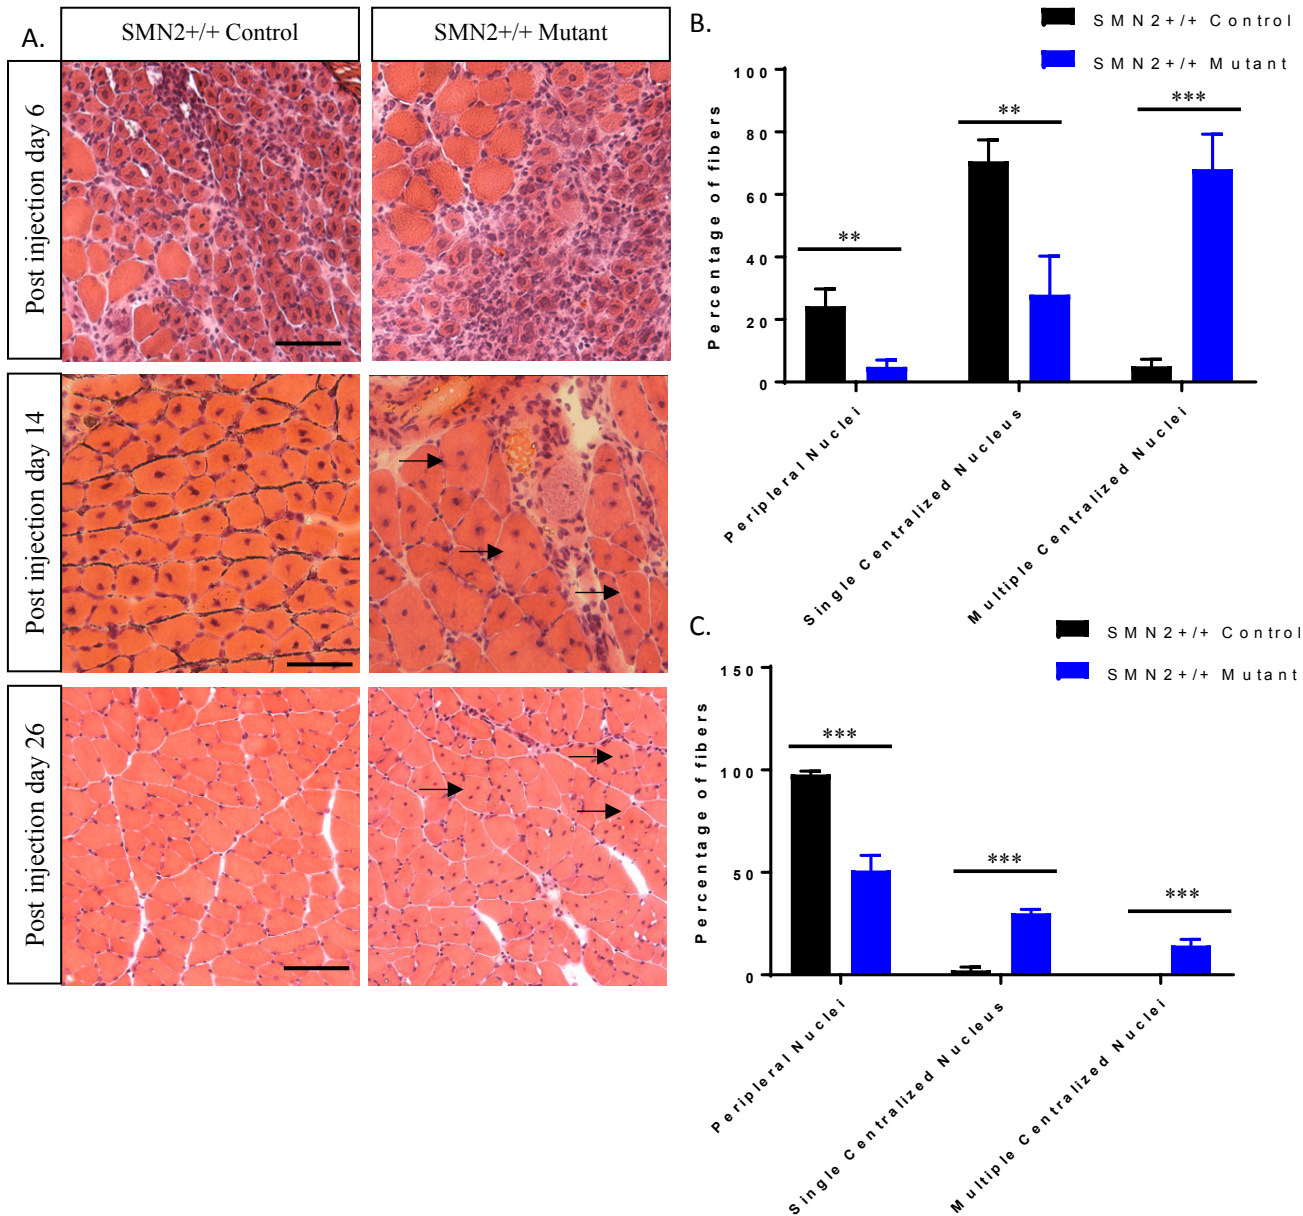 A.
SMN2+/+ Control
SMN2+/+ Mutant
Post injection day 6
Post injection day 14
Post injection day 26
B.
SMN2+/+ Control
SMN2+/+ Mutant
Percentage of fibers
100
80
60
40
20
0
**
**
***
Peripleral Nuclei
Single Centralized Nucleus
Multiple Centralized Nuclei
C.
SMN2+/+ Control
SMN2+/+ Mutant
Percentage of fibers
150
100
50
0
***
***
***
Peripleral Nuclei
Single Centralized Nucleus
Multiple Centralized Nuclei